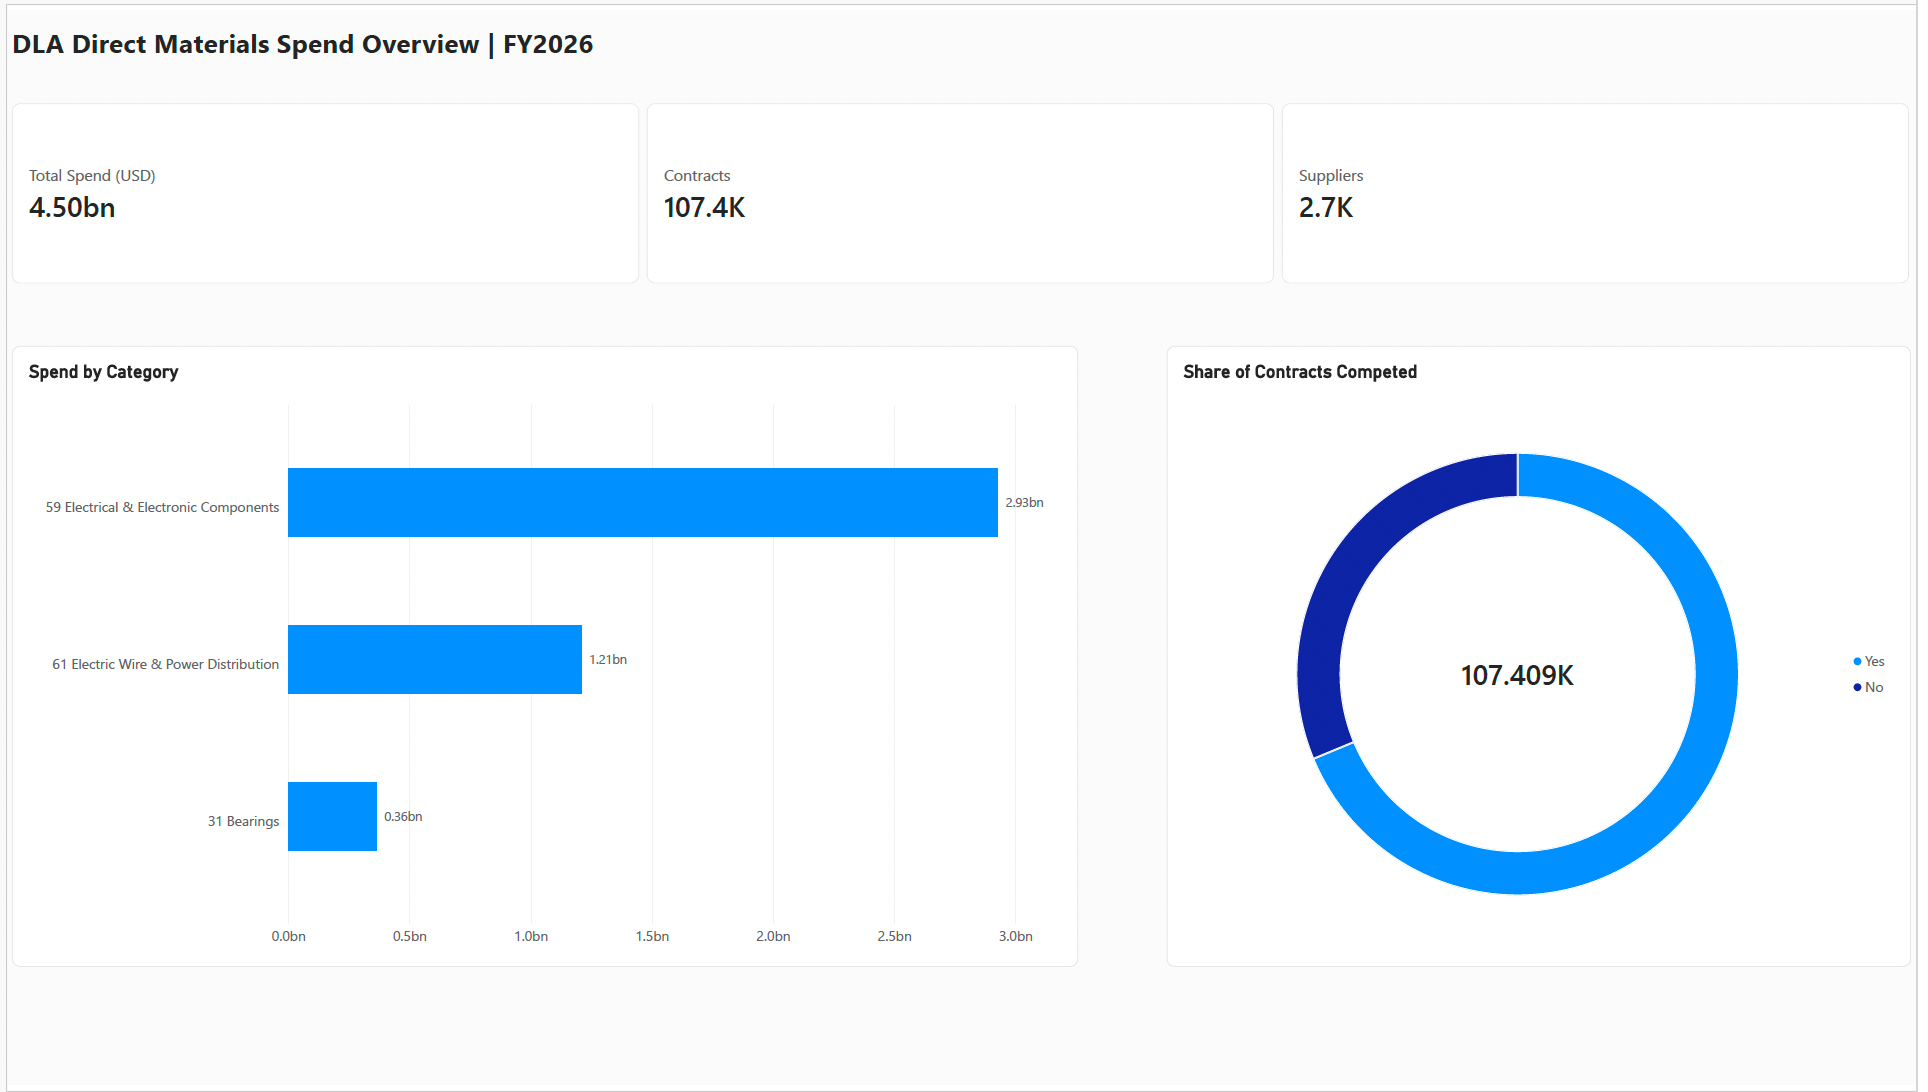 DLA Direct Materials Spend Overview | FY2026
Total Spend (USD)
4.50bn
Contracts
107.4K
Suppliers
2.7K
Spend by Category
59 Electrical & Electronic Components
2.93bn
61 Electric Wire & Power Distribution
1.21bn
31 Bearings
0.36bn
0.0bn 0.5bn 1.0bn 1.5bn 2.0bn 2.5bn 3.0bn
Share of Contracts Competed
107.409K
Yes
No